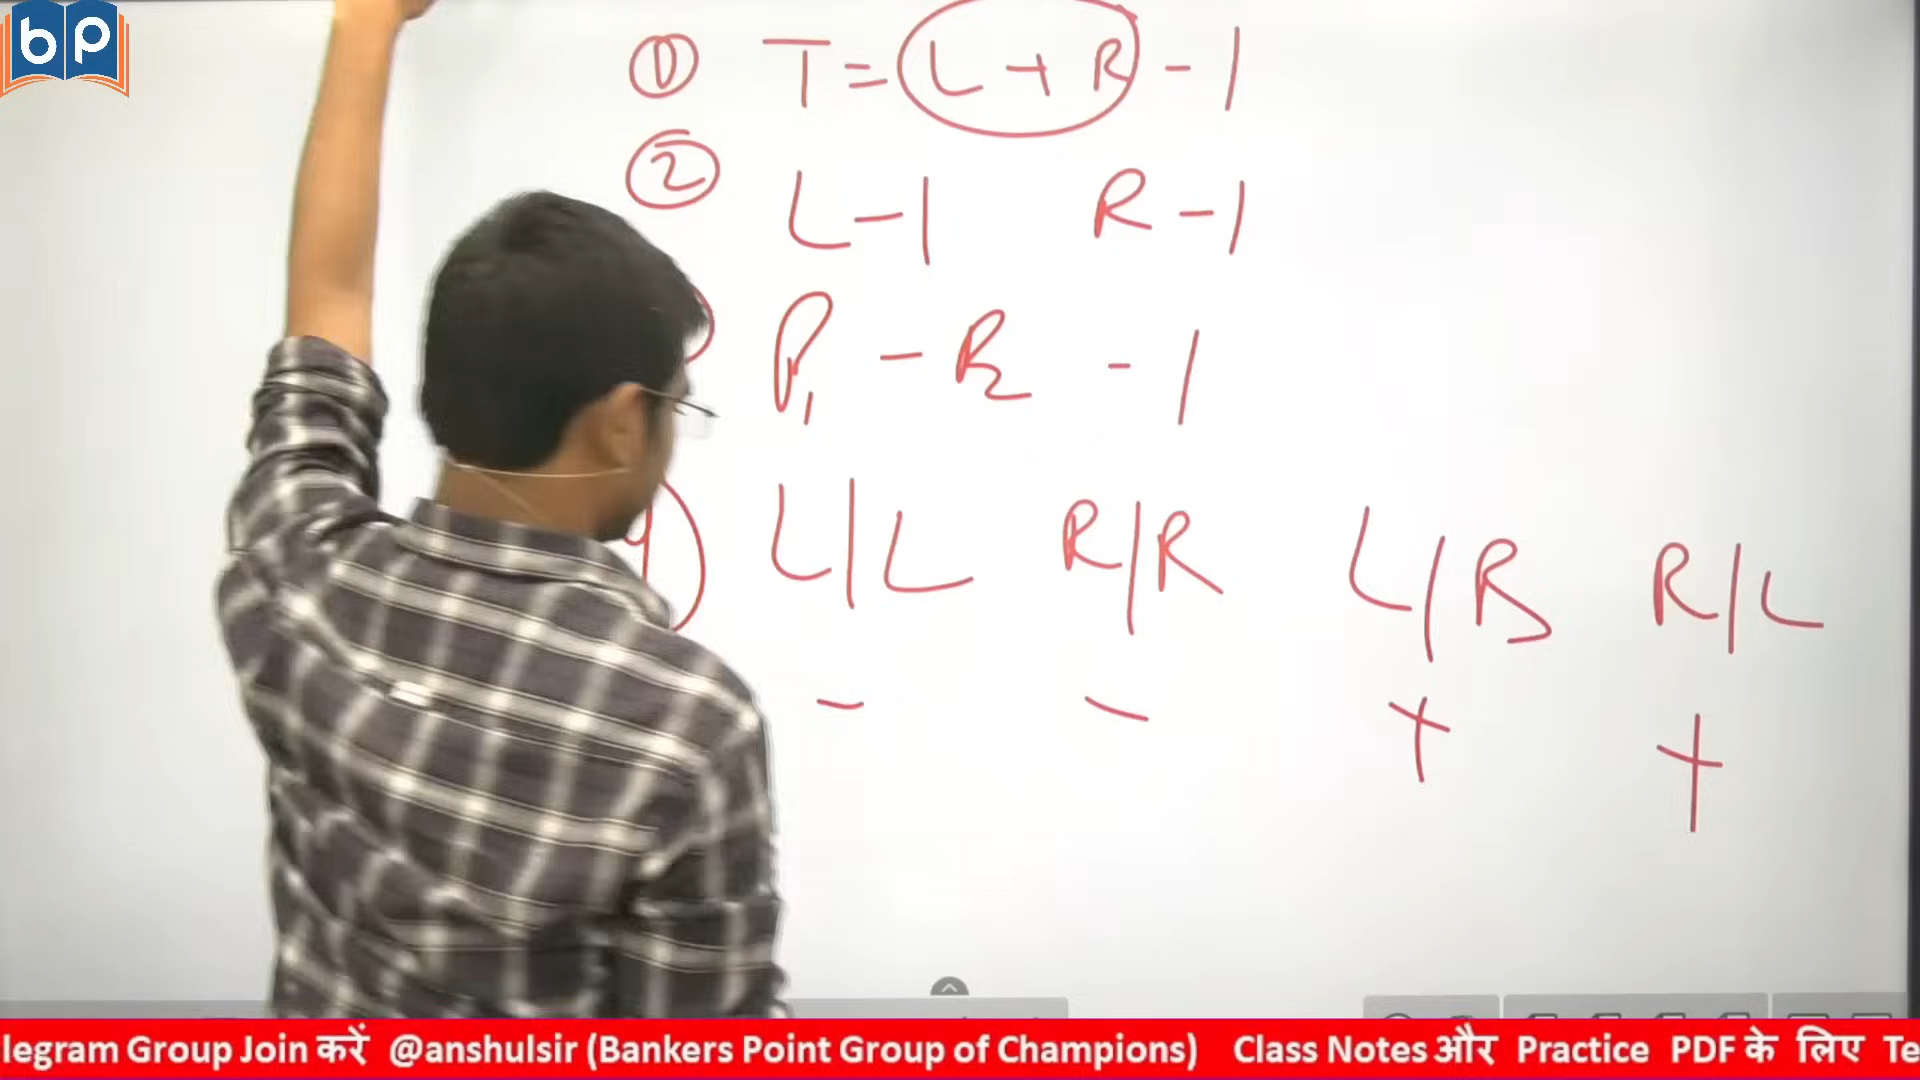 bp
① T = L + R - 1
② L - 1 R - 1
P₁ - P₂ - 1
L/L R/R L/R R/L
- - + +
legram Group Join करें @anshulsir (Bankers Point Group of Champions) Class Notes और Practice PDF के लिए Te